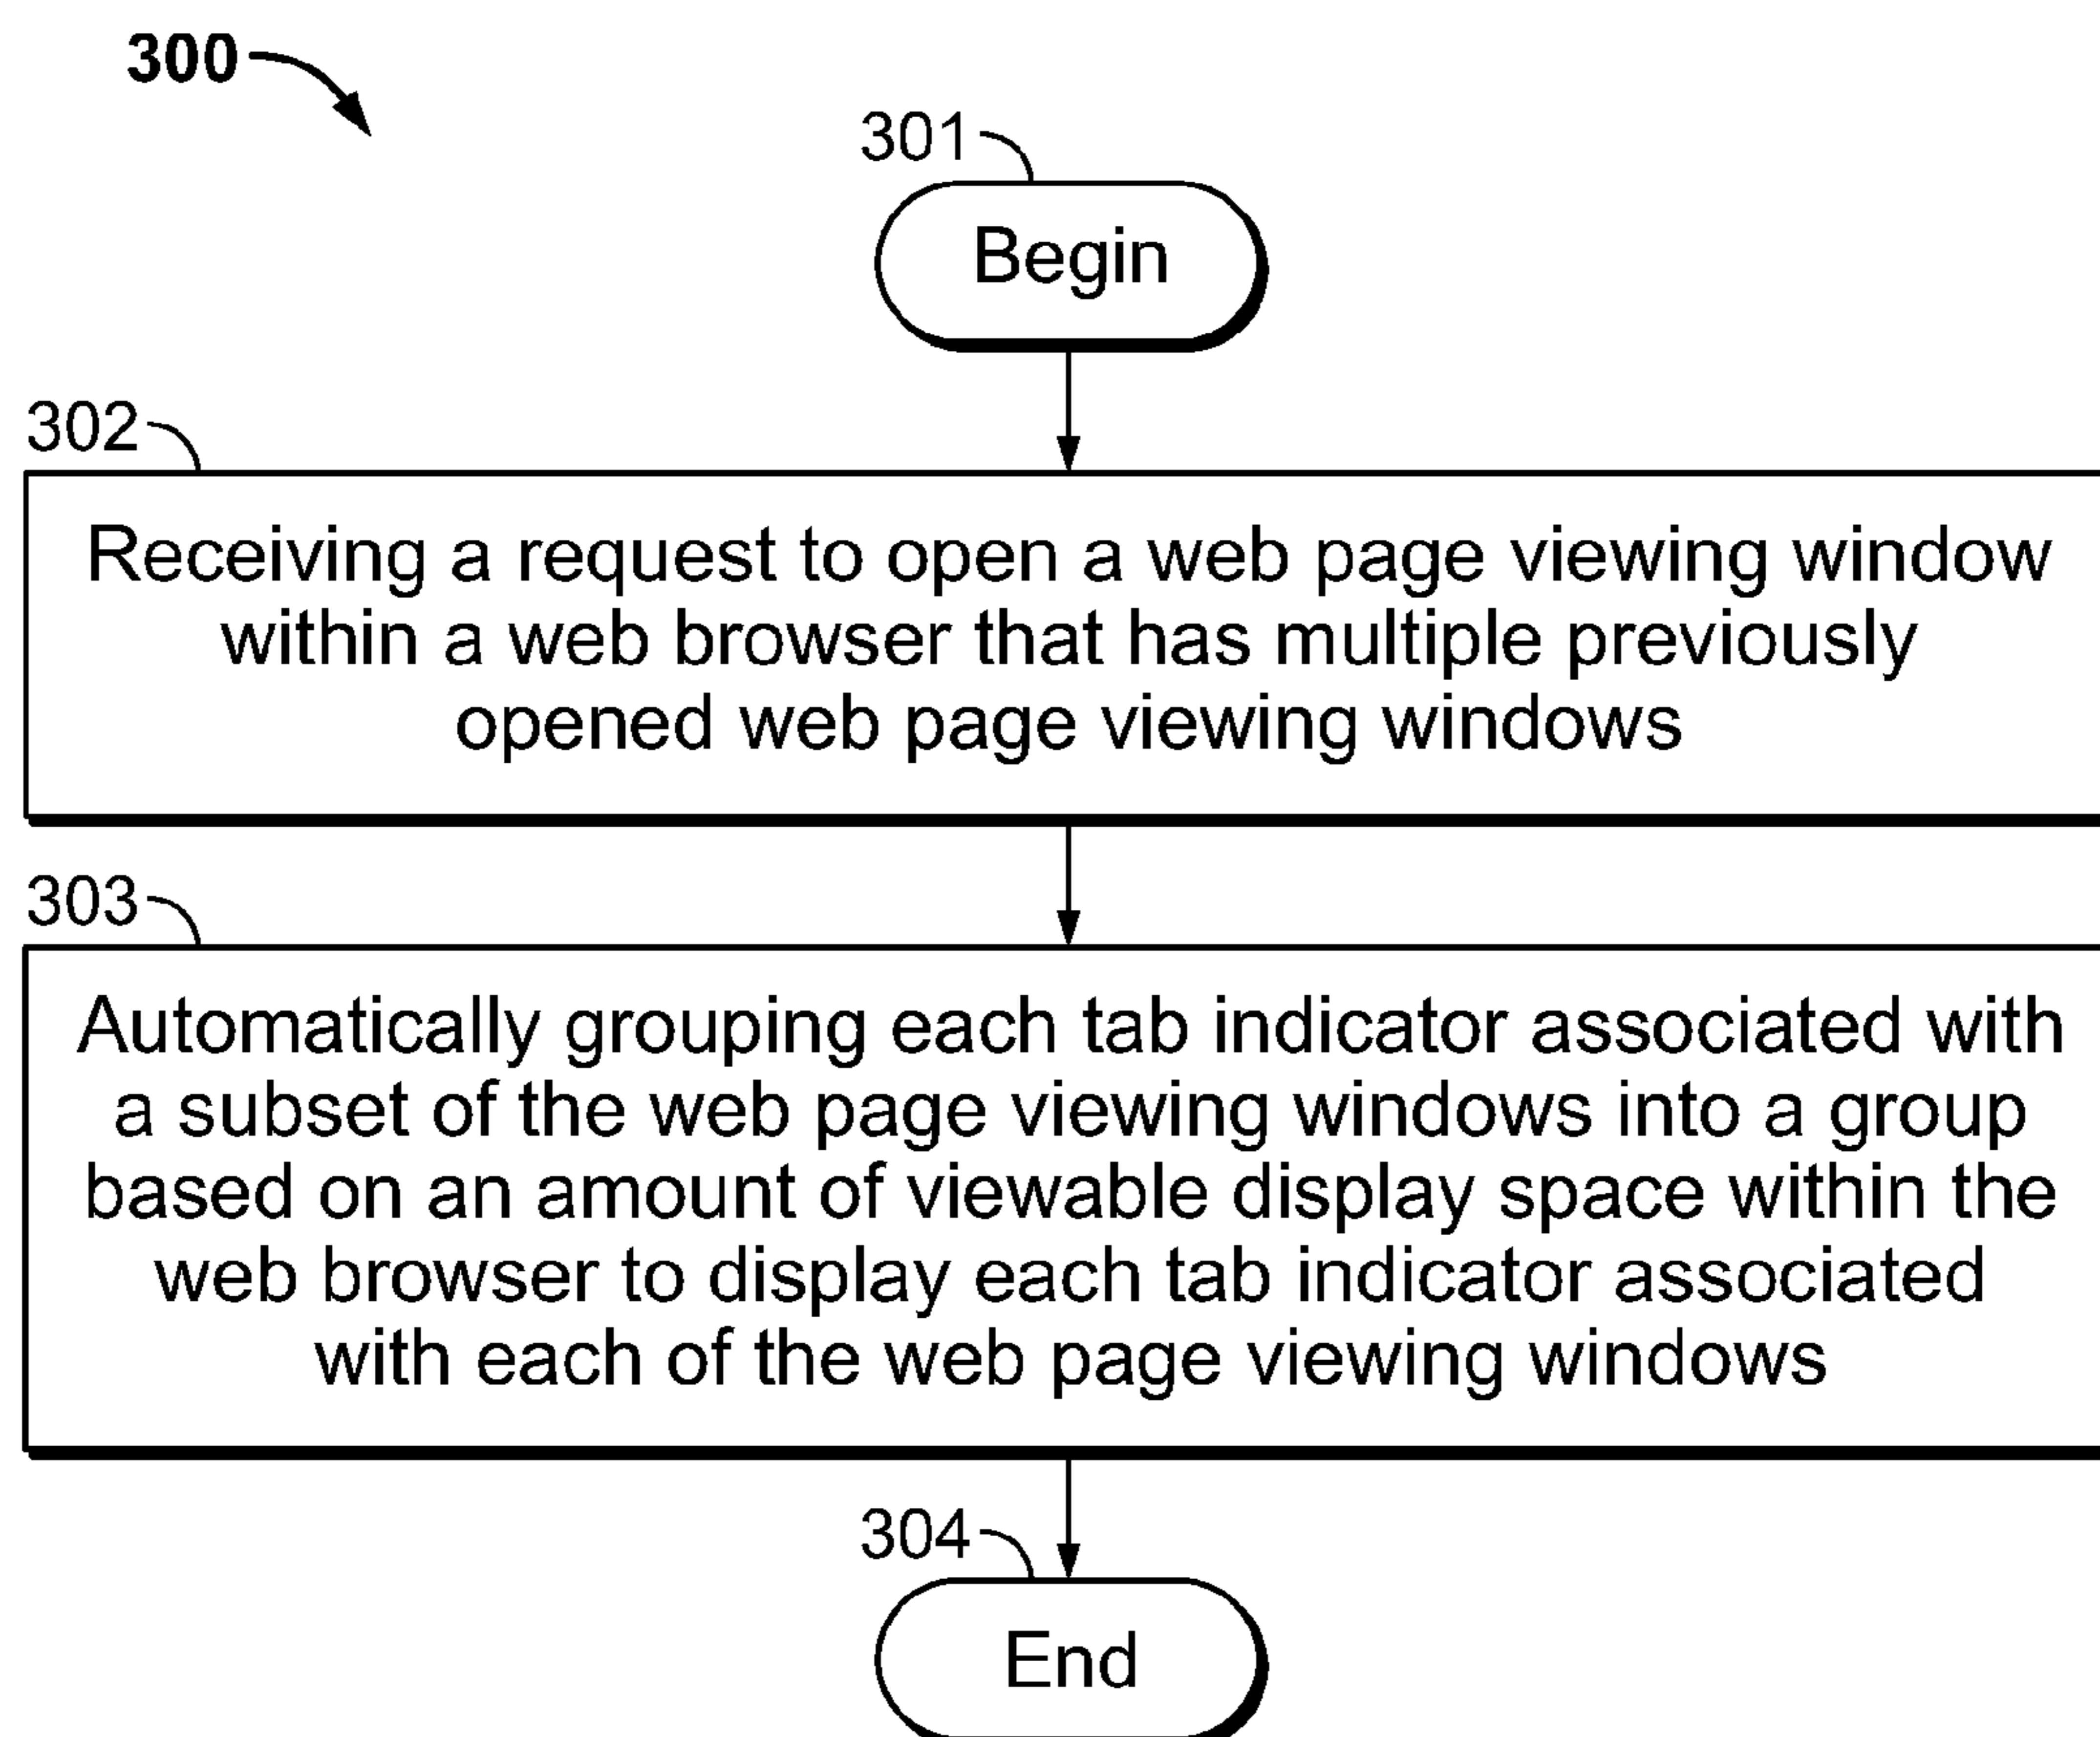 300
301
Begin
302
Receiving a request to open a web page viewing window
within a web browser that has multiple previously
opened web page viewing windows
303
Automatically grouping each tab indicator associated with
a subset of the web page viewing windows into a group
based on an amount of viewable display space within the
web browser to display each tab indicator associated
with each of the web page viewing windows
304
End